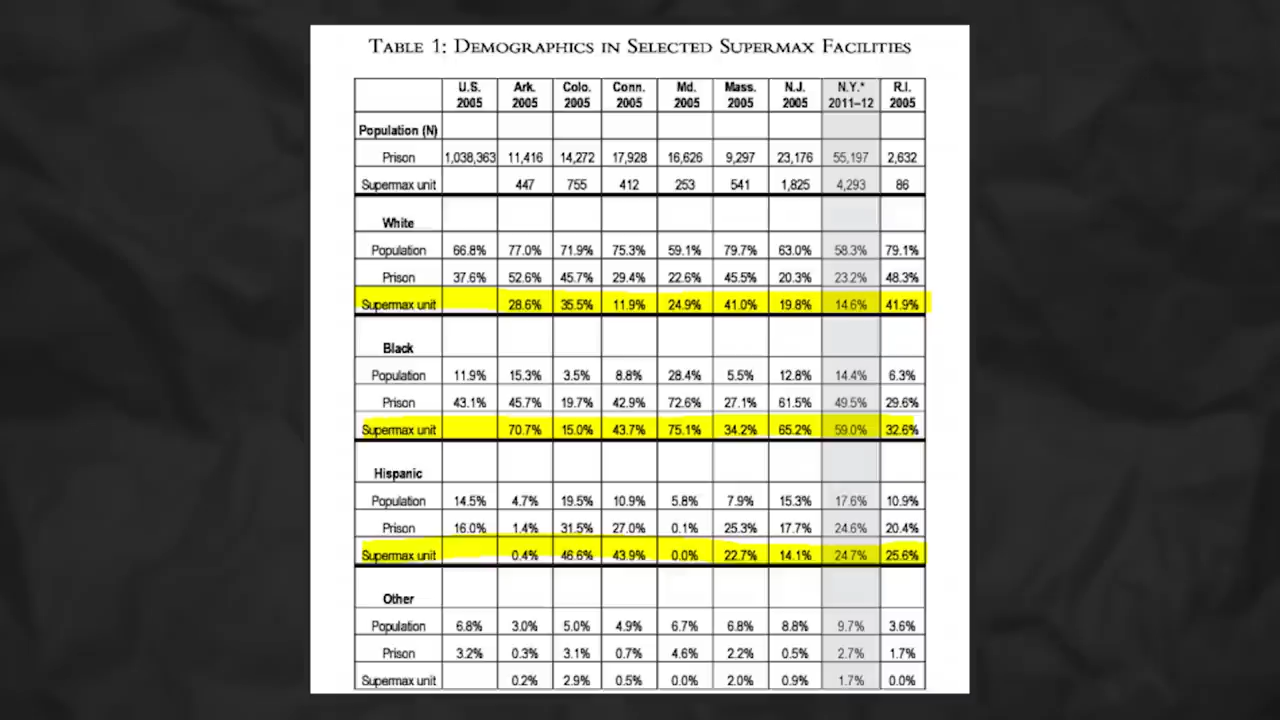 TABLE 1: DEMOGRAPHICS IN SELECTED SUPERMAX FACILITIES
U.S. 2005 Ark. 2005 Colo. 2005 Conn. 2005 Md. 2005 Mass. 2005 N.J. 2005 N.Y.* 2011–12 R.I. 2005
Population (N)
Prison 1,038,363 11,416 14,272 17,928 16,626 9,297 23,176 55,197 2,632
Supermax unit 447 755 412 253 541 1,825 4,293 86
White
Population 66.8% 77.0% 71.9% 75.3% 59.1% 79.7% 63.0% 58.3% 79.1%
Prison 37.6% 52.6% 45.7% 29.4% 22.6% 45.5% 20.3% 23.2% 48.3%
Supermax unit 28.6% 35.5% 11.9% 24.9% 41.0% 19.8% 14.6% 41.9%
Black
Population 11.9% 15.3% 3.5% 8.8% 28.4% 5.5% 12.8% 14.4% 6.3%
Prison 43.1% 45.7% 19.7% 42.9% 72.6% 27.1% 61.5% 49.5% 29.6%
Supermax unit 70.7% 15.0% 43.7% 75.1% 34.2% 65.2% 59.0% 32.6%
Hispanic
Population 14.5% 4.7% 19.5% 10.9% 5.8% 7.9% 15.3% 17.6% 10.9%
Prison 16.0% 1.4% 31.5% 27.0% 0.1% 25.3% 17.7% 24.6% 20.4%
Supermax unit 0.4% 46.6% 43.9% 0.0% 22.7% 14.1% 24.7% 25.6%
Other
Population 6.8% 3.0% 5.0% 4.9% 6.7% 6.8% 8.8% 9.7% 3.6%
Prison 3.2% 0.3% 3.1% 0.7% 4.6% 2.2% 0.5% 2.7% 1.7%
Supermax unit 0.2% 2.9% 0.5% 0.0% 2.0% 0.9% 1.7% 0.0%